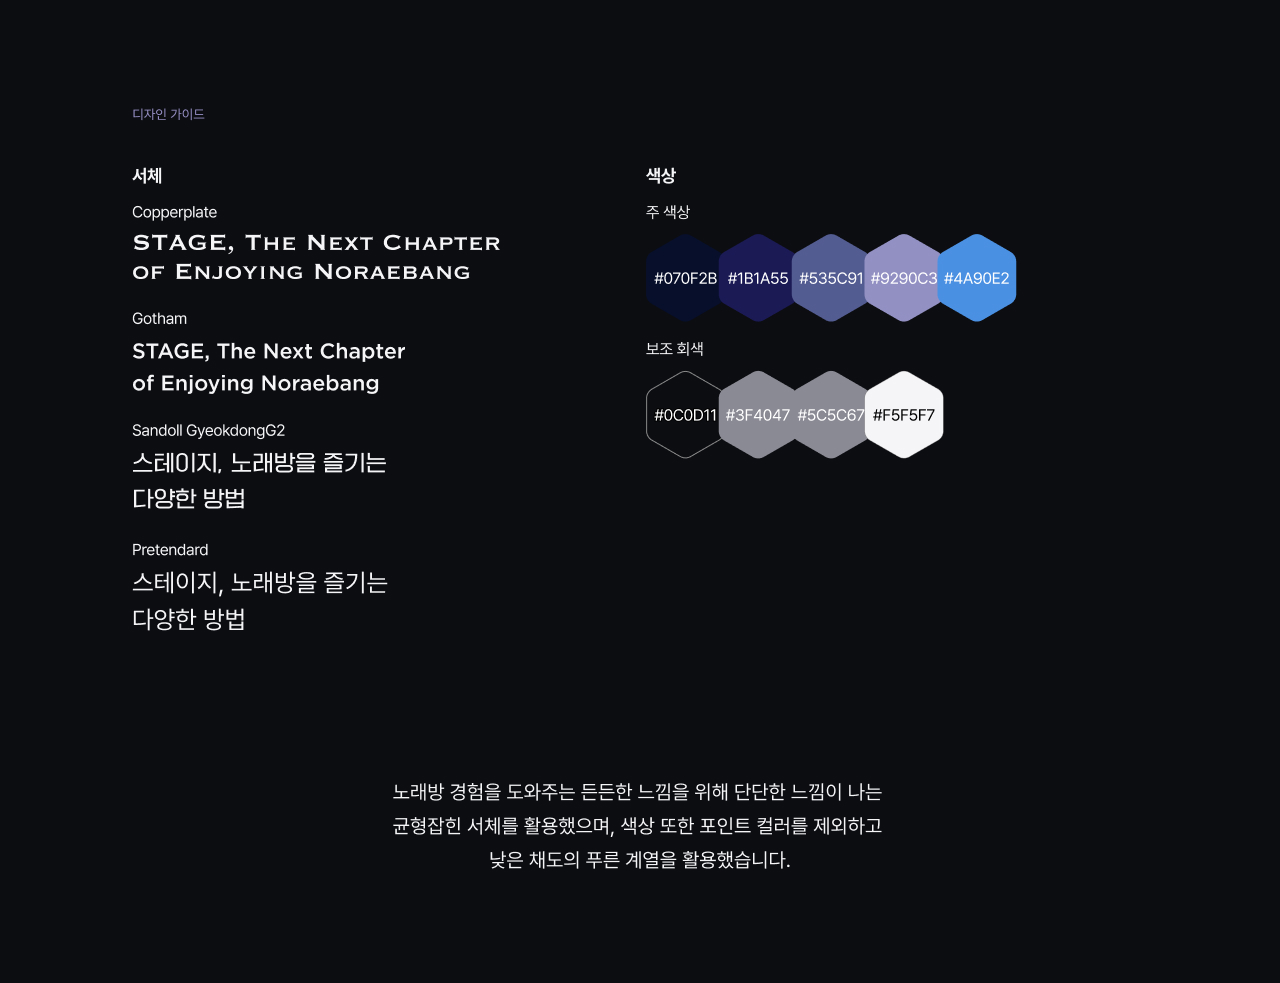 디자인 가이드
서체
Copperplate
STAGE, THE NEXT CHAPTER
OF ENJOYING NORAEBANG
Gotham
STAGE, The Next Chapter
of Enjoying Noraebang
Sandoll GyeokdongG2
스테이지, 노래방을 즐기는
다양한 방법
Pretendard
스테이지, 노래방을 즐기는
다양한 방법
색상
주 색상
#070F2B #1B1A55 #535C91 #9290C3 #4A90E2
보조 회색
#0C0D11 #3F4047 #5C5C67 #F5F5F7
노래방 경험을 도와주는 든든한 느낌을 위해 단단한 느낌이 나는
균형잡힌 서체를 활용했으며, 색상 또한 포인트 컬러를 제외하고
낮은 채도의 푸른 계열을 활용했습니다.